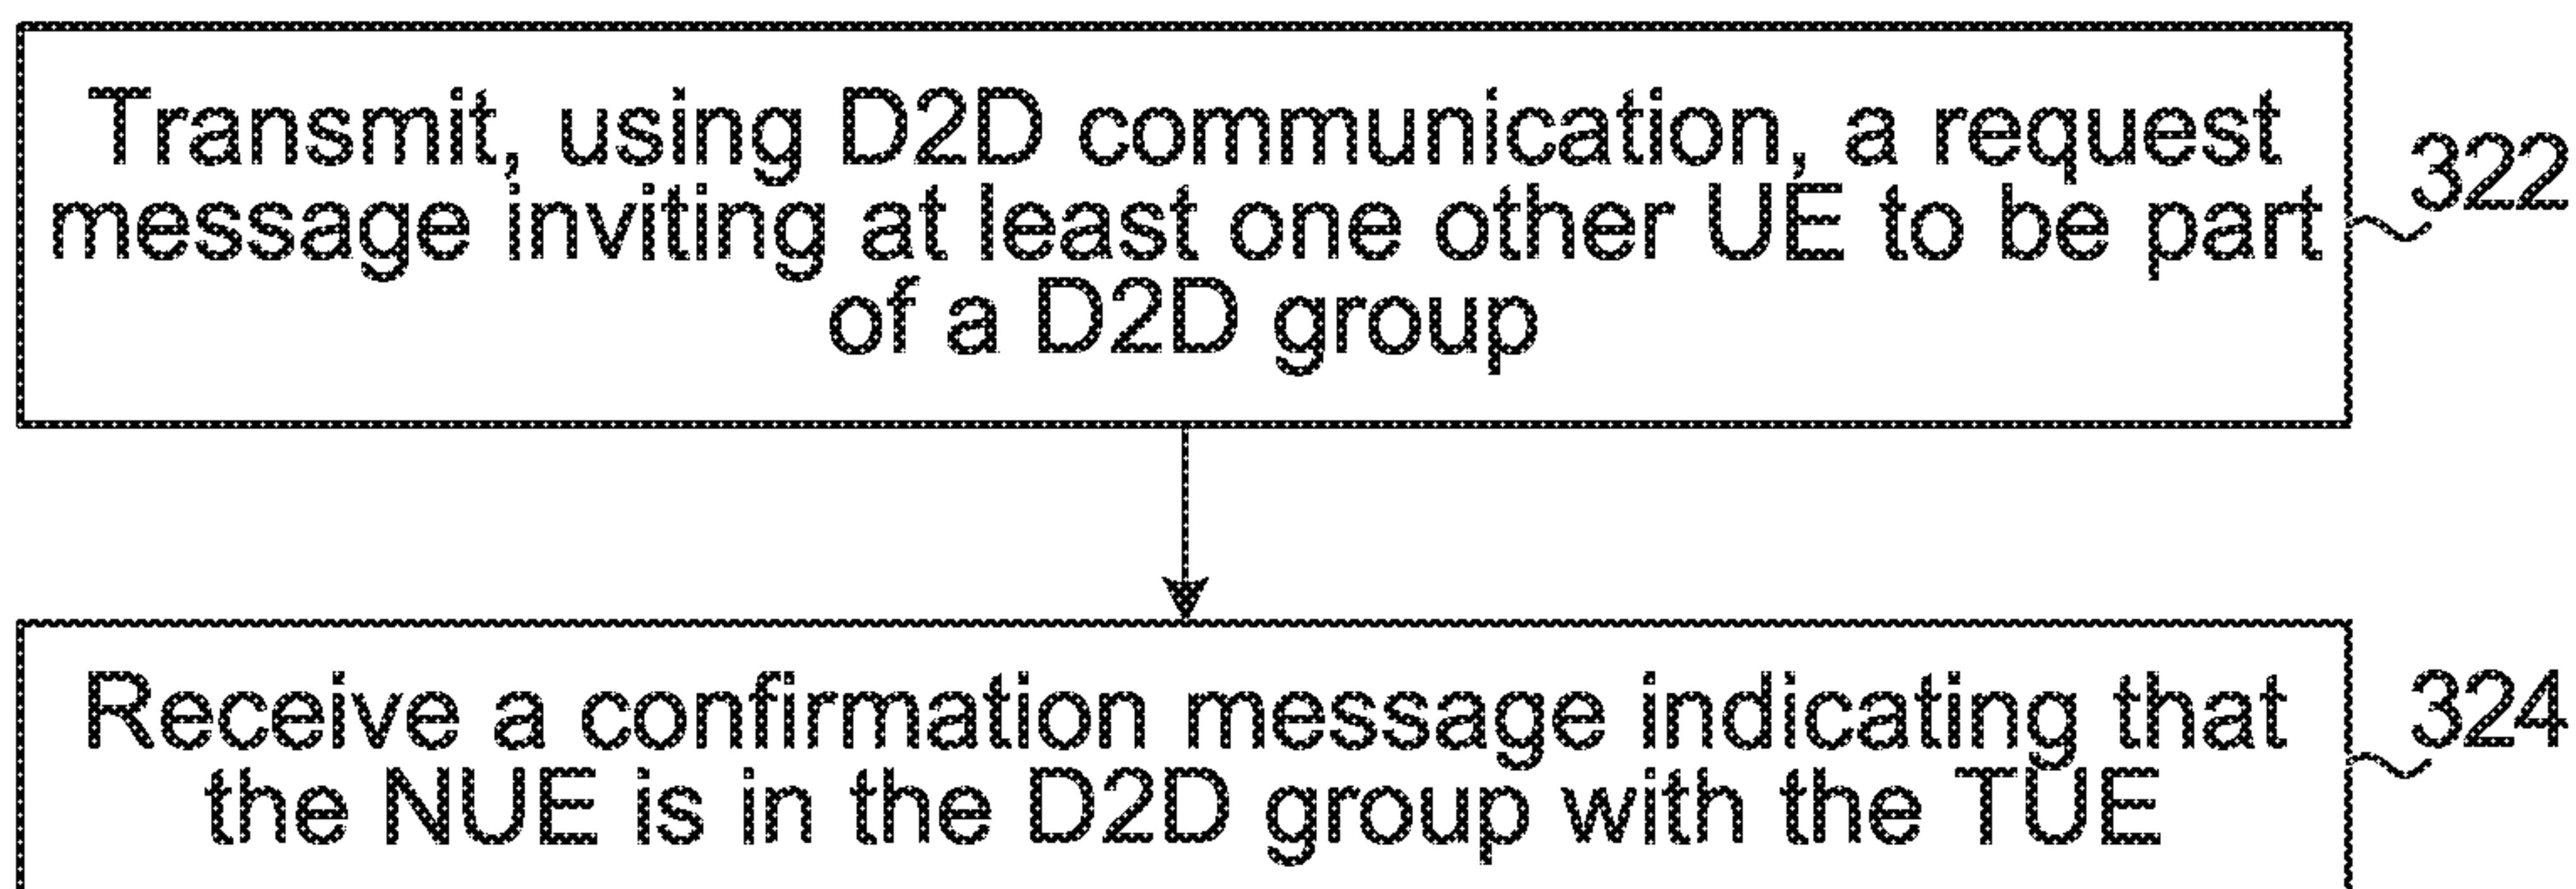 Transmit, using D2D communication, a request
message inviting at least one other UE to be part
of a D2D group
322
Receive a confirmation message indicating that
the NUE is in the D2D group with the TUE
324